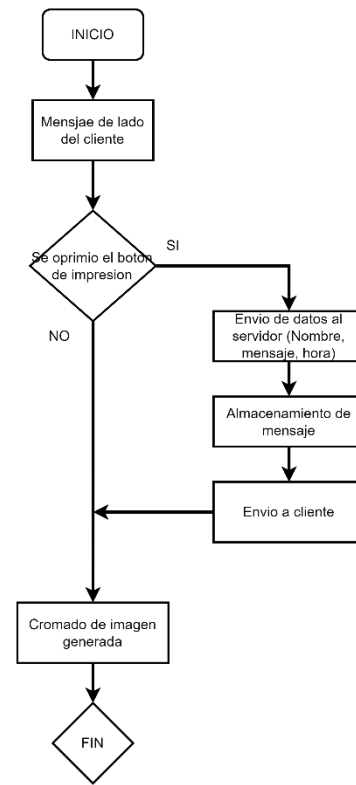 INICIO
Mensjae de lado
del cliente
Se oprimio el boton
de impresion
SI
NO
Envio de datos al
servidor (Nombre,
mensaje, hora)
Almacenamiento de
mensaje
Envio a cliente
Cromado de imagen
generada
FIN